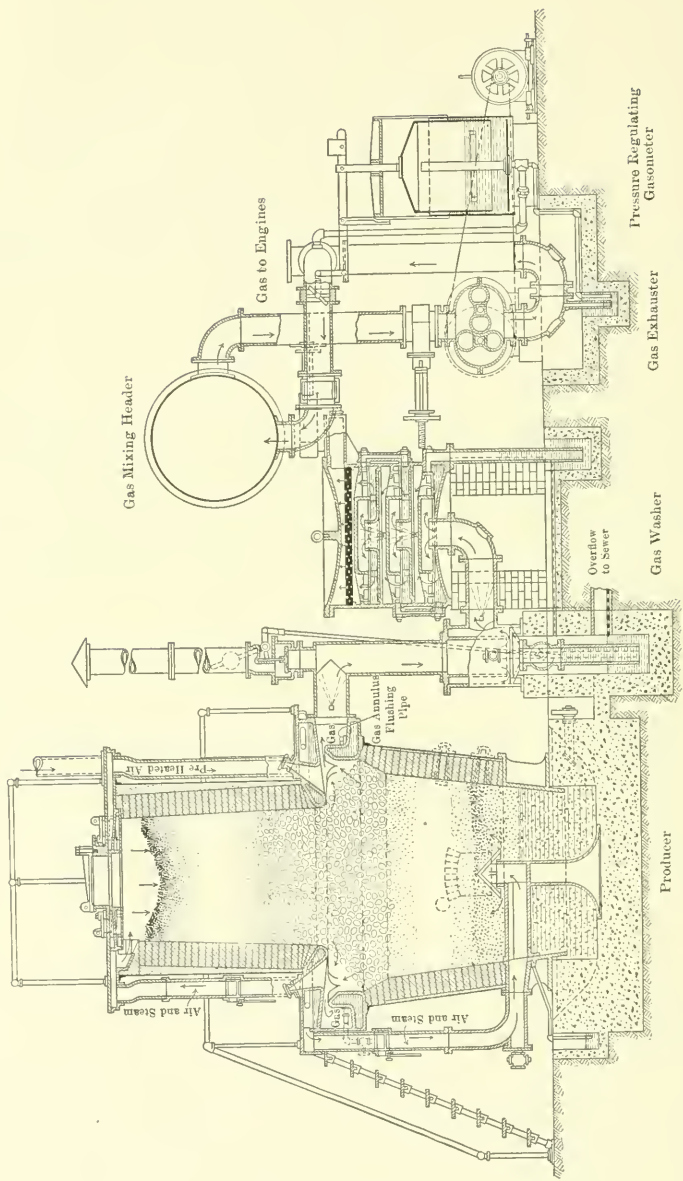 Gas Mixing Header
Gas to Engines
Pre Heated Air
Air and Steam
Gas
Gas
Gas Annulus
Flushing
Pipe
Air and Steam
Overflow
to Sewer
Producer
Gas Washer
Gas Exhauster
Pressure Regulating
Gasometer